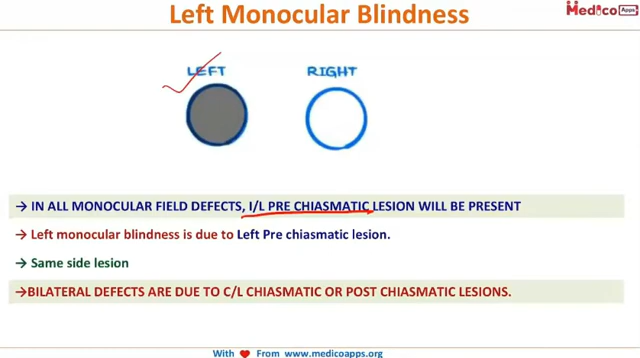 Left Monocular Blindness
Medico Apps
LEFT RIGHT
→ IN ALL MONOCULAR FIELD DEFECTS, I/L PRE CHIASMATIC LESION WILL BE PRESENT
→ Left monocular blindness is due to Left Pre chiasmatic lesion.
→ Same side lesion
→BILATERAL DEFECTS ARE DUE TO C/L CHIASMATIC OR POST CHIASMATIC LESIONS.
With ♥ From www.medicoapps.org